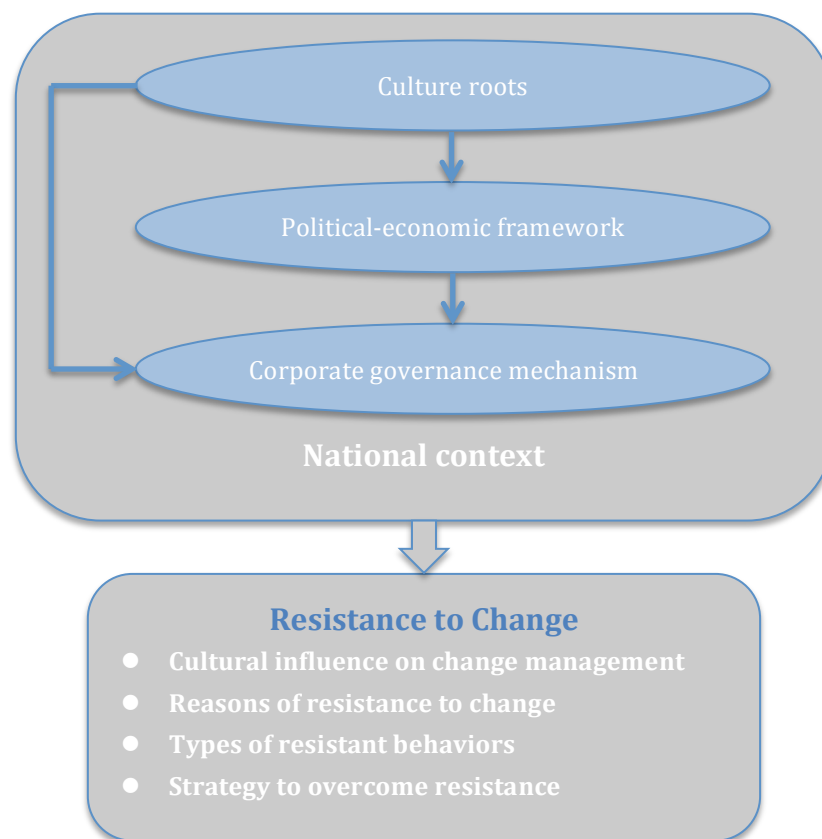 Culture roots
Political-economic framework
Corporate governance mechanism
National context
Resistance to Change
● Cultural influence on change management
● Reasons of resistance to change
● Types of resistant behaviors
● Strategy to overcome resistance